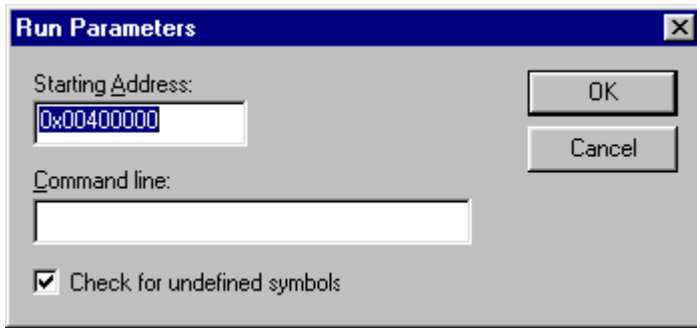 Run Parameters
Starting Address:
0x00400000
OK
Cancel
Command line:
Check for undefined symbols